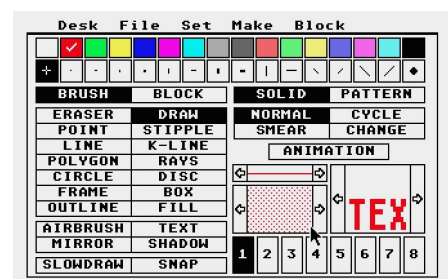 Desk File Set Make Block
BRUSH BLOCK SOLID PATTERN
ERASER DRAW NORMAL CYCLE
POINT STIPPLE SMEAR CHANGE
LINE K-LINE ANIMATION
POLYGON RAYS
CIRCLE DISC
FRAME BOX
OUTLINE FILL TEX
AIRBRUSH TEXT
MIRROR SHADOW
SLOWDRAW SNAP 1 2 3 4 5 6 7 8